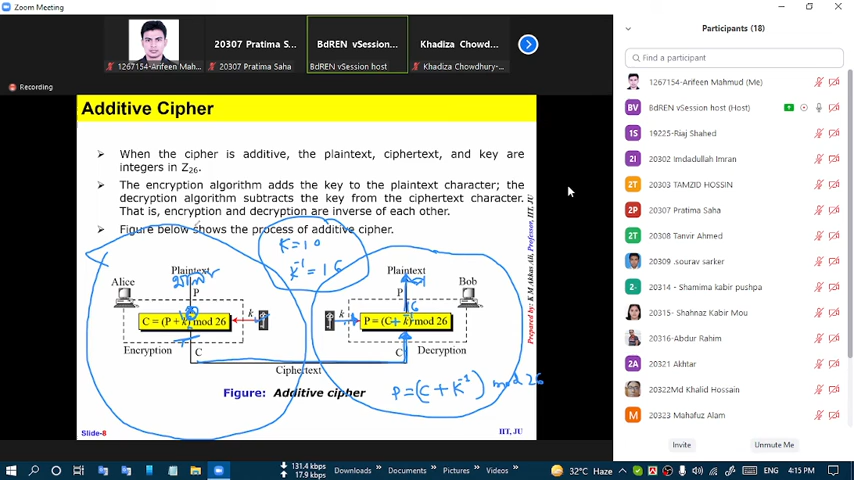 Zoom Meeting
Participants (18)
20307 Pratima S...
BdREN vSession...
Khadiza Chowd...
1267154-Arifeen Mah...
20307 Pratima Saha
BdREN vSession host
Khadiza Chowdhury-...
Recording
Find a participant
1267154-Arifeen Mahmud (Me)
BV BdREN vSession host (Host)
1S 19225-Riaj Shahed
2I 20302 Imdadullah Imran
2T 20303 TAMZID HOSSIN
2P 20307 Pratima Saha
2T 20308 Tanvir Ahmed
20309 .sourav sarker
2- 20314 - Shamima kabir pushpa
20315- Shahnaz Kabir Mou
20316-Abdur Rahim
2A 20321 Akhtar
20322Md Khalid Hossain
M 20323 Mahafuz Alam
Invite
Unmute Me
Additive Cipher
When the cipher is additive, the plaintext, ciphertext, and key are
integers in Z26.
The encryption algorithm adds the key to the plaintext character; the
decryption algorithm subtracts the key from the ciphertext character.
That is, encryption and decryption are inverse of each other.
Figure below shows the process of additive cipher.
K=10
K-1 = 16
Alice
Plaintext
P
C = (P + k) mod 26
k
Encryption
C
Plaintext
Bob
P
16
k
P = (C + k) mod 26
C
Decryption
Ciphertext
P = (C + K-1) mod 26
Figure: Additive cipher
Slide-8
IIT, JU
Prepared by: K M Akkas Ali, Professor, IIT, JU
131.4 kbps
17.9 kbps
Downloads
Documents
Pictures
Videos
32°C Haze
ENG
4:15 PM